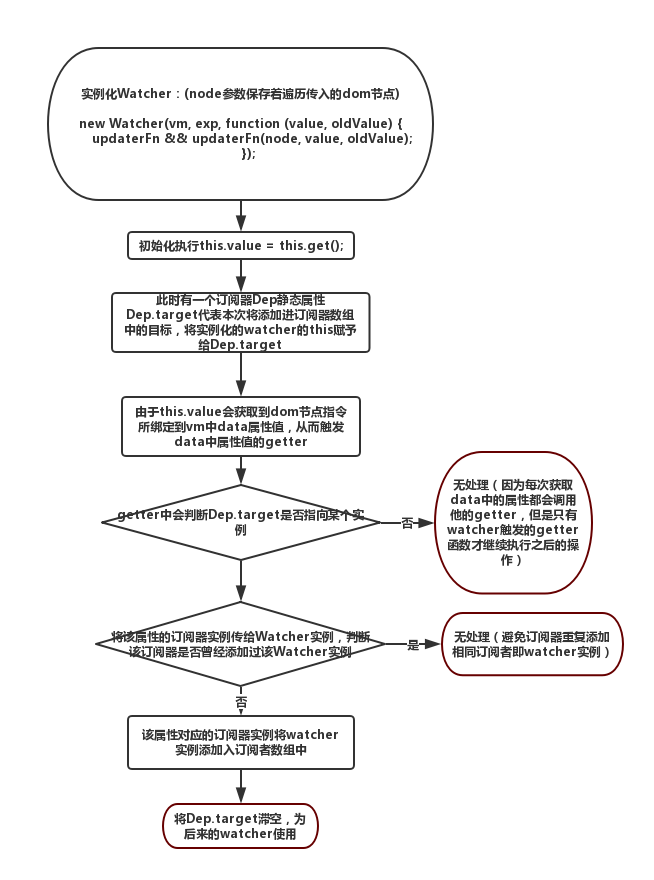 实例化Watcher：(node参数保存着遍历传入的dom节点)
new Watcher(vm, exp, function (value, oldValue) {
updaterFn && updaterFn(node, value, oldValue);
});
初始化执行this.value = this.get();
此时有一个订阅器Dep静态属性
Dep.target代表本次将添加进订阅器数组
中的目标，将实例化的watcher的this赋予
给Dep.target
由于this.value会获取到dom节点指令
所绑定到vm中data属性值，从而触发
data中属性值的getter
getter中会判断Dep.target是否指向某个实
例
否
无处理（因为每次获取
data中的属性都会调用
他的getter，但是只有
watcher触发的getter
函数才继续执行之后的操
作）
将该属性的订阅器实例传给Watcher实例，判断
该订阅器是否曾经添加过该Watcher实例
是
无处理（避免订阅器重复添加
相同订阅者即watcher实例）
否
该属性对应的订阅器实例将watcher
实例添加入订阅者数组中
将Dep.target滞空，为
后来的watcher使用